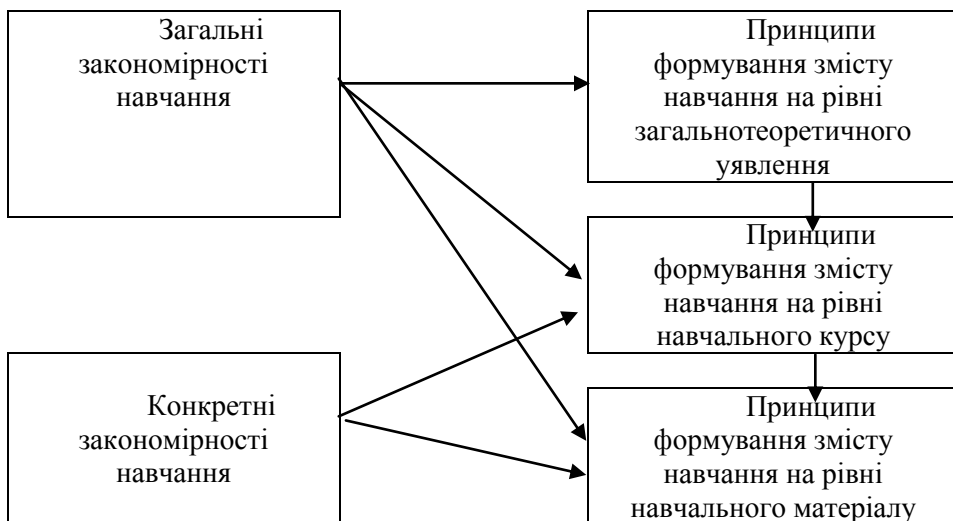 Загальні
закономірності
навчання
Принципи
формування змісту
навчання на рівні
загальнотеоретичного
уявлення
Принципи
формування змісту
навчання на рівні
навчального курсу
Конкретні
закономірності
навчання
Принципи
формування змісту
навчання на рівні
навчального матеріалу